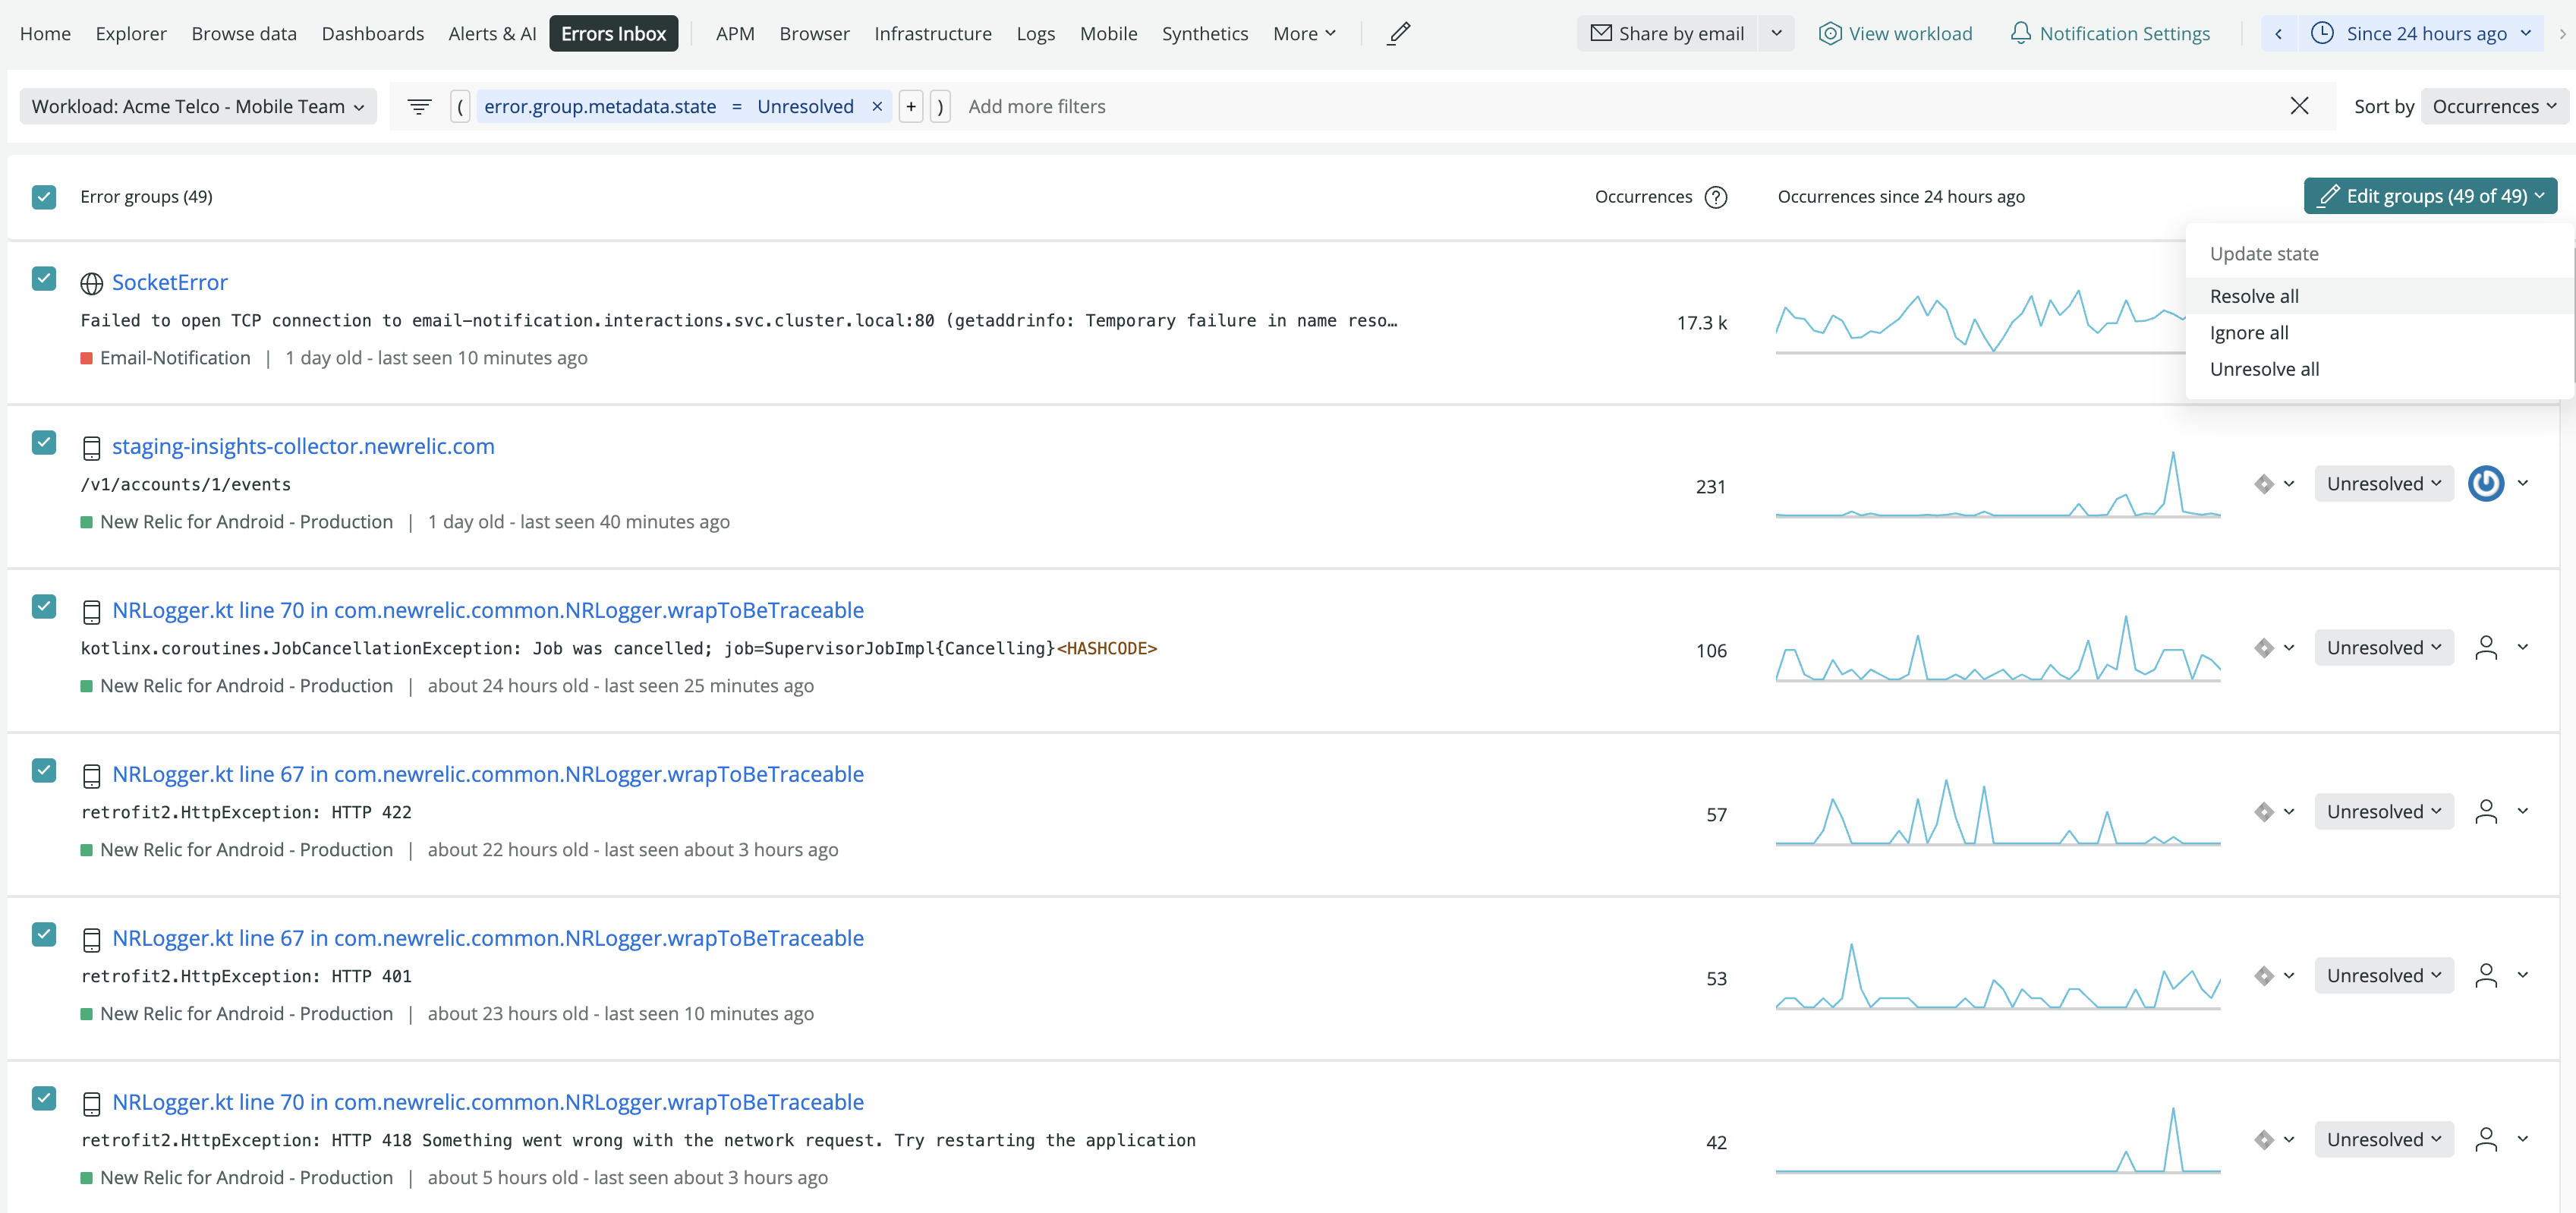 Home Explorer Browse data Dashboards Alerts & AI Errors Inbox APM Browser Infrastructure Logs Mobile Synthetics More Share by email View workload Notification Settings Since 24 hours ago
Workload: Acme Telco - Mobile Team ( error.group.metadata.state = Unresolved × + ) Add more filters Sort by Occurrences
Error groups (49) Occurrences ? Occurrences since 24 hours ago Edit groups (49 of 49)
Update state
Resolve all
Ignore all
Unresolve all
SocketError
Failed to open TCP connection to email-notification.interactions.svc.cluster.local:80 (getaddrinfo: Temporary failure in name reso…
17.3 k
Email-Notification | 1 day old - last seen 10 minutes ago
staging-insights-collector.newrelic.com
/v1/accounts/1/events
231 Unresolved
New Relic for Android - Production | 1 day old - last seen 40 minutes ago
NRLogger.kt line 70 in com.newrelic.common.NRLogger.wrapToBeTraceable
kotlinx.coroutines.JobCancellationException: Job was cancelled; job=SupervisorJobImpl{Cancelling}<HASHCODE>
106 Unresolved
New Relic for Android - Production | about 24 hours old - last seen 25 minutes ago
NRLogger.kt line 67 in com.newrelic.common.NRLogger.wrapToBeTraceable
retrofit2.HttpException: HTTP 422
57 Unresolved
New Relic for Android - Production | about 22 hours old - last seen about 3 hours ago
NRLogger.kt line 67 in com.newrelic.common.NRLogger.wrapToBeTraceable
retrofit2.HttpException: HTTP 401
53 Unresolved
New Relic for Android - Production | about 23 hours old - last seen 10 minutes ago
NRLogger.kt line 70 in com.newrelic.common.NRLogger.wrapToBeTraceable
retrofit2.HttpException: HTTP 418 Something went wrong with the network request. Try restarting the application
42 Unresolved
New Relic for Android - Production | about 5 hours old - last seen about 3 hours ago